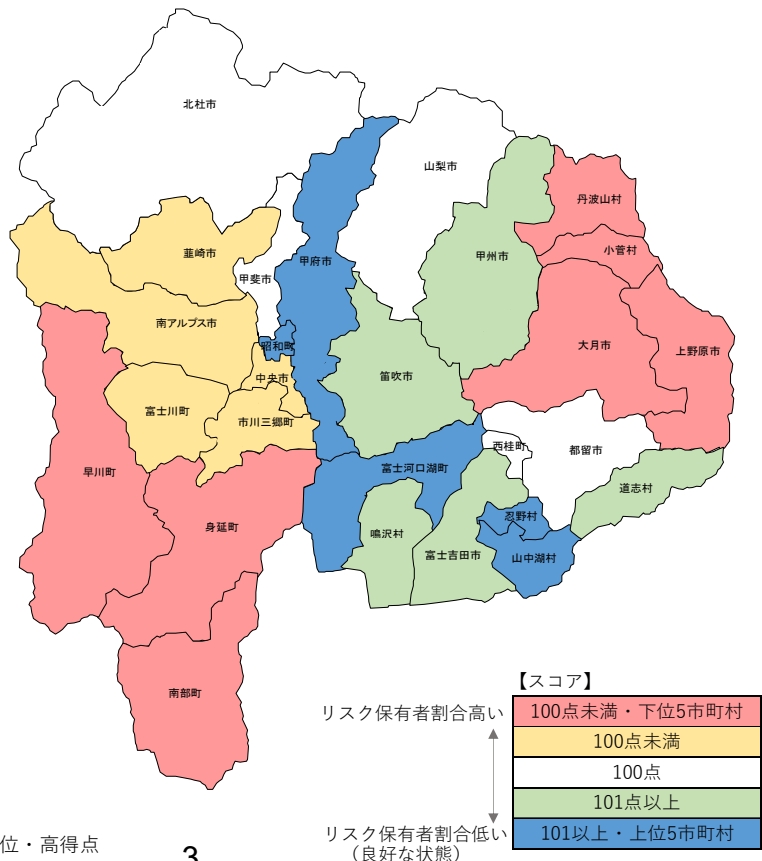 北杜市
山梨市
丹波山村
小菅村
韮崎市
甲府市
甲州市
甲斐市
南アルプス市
昭和町
大月市
上野原市
中央市
笛吹市
富士川町
市川三郷町
早川町
富士河口湖町
西桂町
都留市
道志村
身延町
鳴沢村
忍野村
富士吉田市
山中湖村
南部町
【スコア】
リスク保有者割合高い
100点未満・下位5市町村
100点未満
100点
101点以上
リスク保有者割合低い
101以上・上位5市町村
（良好な状態）
位・高得点
3